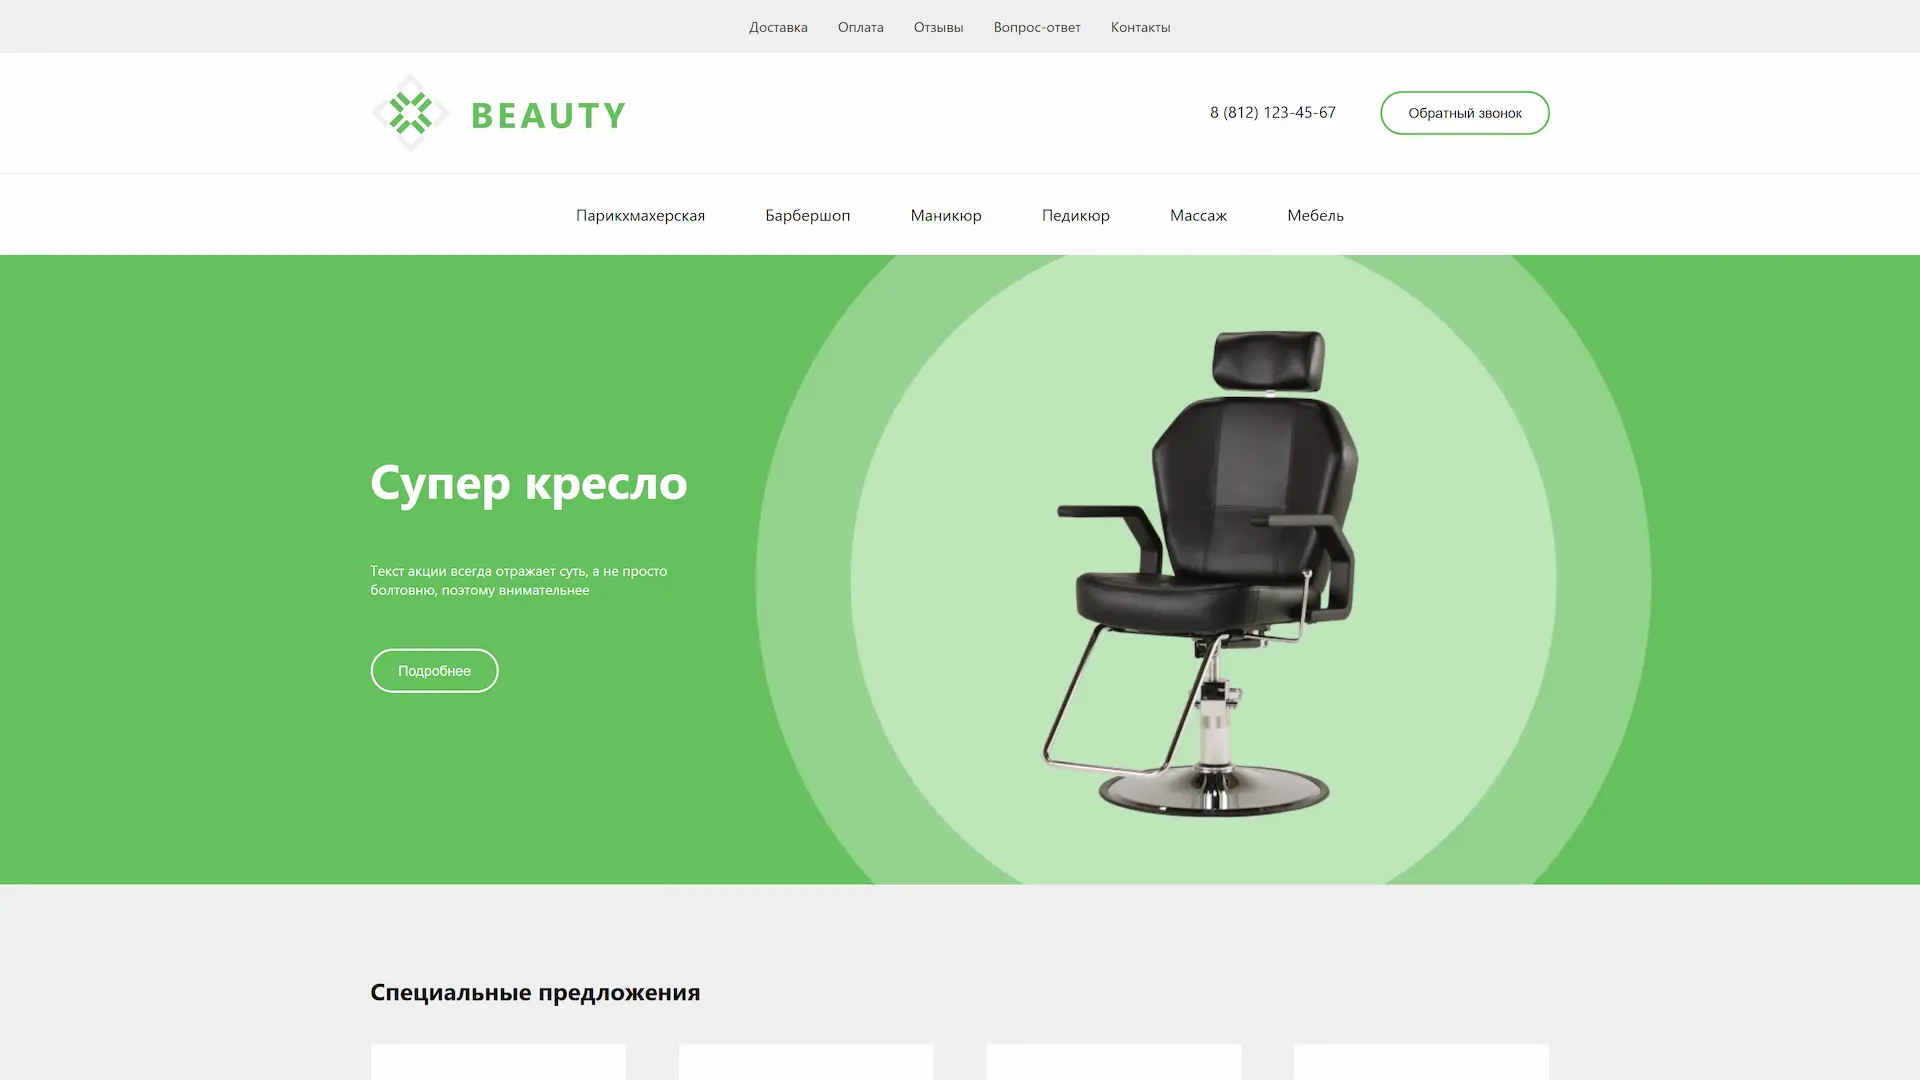 Доставка Оплата Отзывы Вопрос-ответ Контакты
BEAUTY
8 (812) 123-45-67
Обратный звонок
Парикхмахерская Барбершоп Маникюр Педикюр Массаж Мебель
Супер кресло
Текст акции всегда отражает суть, а не просто
болтовню, поэтому внимательнее
Подробнее
Специальные предложения